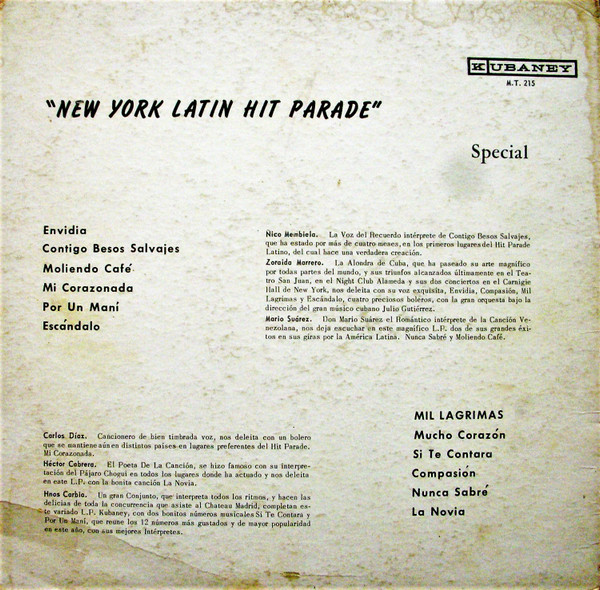 KUBANEY
M.T. 215
"NEW YORK LATIN HIT PARADE"
Special
Envidia
Contigo Besos Salvajes
Moliendo Café
Mi Corazonada
Por Un Maní
Escándalo
Ñico Membiela. La Voz del Recuerdo intérprete de Contigo Besos Salvajes,
que ha estado por más de cuatro meses, en los primeros lugares del Hit Parade
Latino, del cual hace una verdadera creación.
Zoraida Marrero. La Alondra de Cuba, que ha paseado su arte magnífico
por todas partes del mundo, y sus triunfos alcanzados últimamente en el Tea-
tro San Juan, en el Night Club Alameda y sus dos conciertos en el Carnigie
Hall de New York, nos deleita con su voz exquisita, Envidia, Compasión, Mil
Lagrimas y Escándalo, cuatro preciosos boleros, con la gran orquesta bajo la
dirección del gran músico cubano Julio Gutiérrez.
Mario Suárez. Don Mario Suárez el Romántico intérprete de la Canción Ve-
nezolana, nos deja escuchar en este magnífico L.P. dos de sus grandes éxi-
tos en sus giras por la América Latina. Nunca Sabré y Moliendo Café.
Carlos Díaz. Cancionero de bien timbrada voz, nos deleita con un bolero
que se mantiene aún en distintos países en lugares preferentes del Hit Parade.
Mi Corazonada.
Héctor Cabrera. El Poeta De La Canción, se hizo famoso con su interpre-
tación del Pájaro Chogui en todos los lugares donde ha actuado y nos deleita
en este L.P. con la bonita canción La Novia.
Hnos Carbia. Un gran Conjunto, que interpreta todos los ritmos, y hacen las
delicias de toda la concurrencia que asiste al Chateau Madrid, completan es-
te variado L.P. Kubaney, con dos bonitos números musicales Si Te Contara y
Por Un Maní, que reune los 12 números más gustados y de mayor popularidad
en este año, con sus mejores Intérpretes.
MIL LAGRIMAS
Mucho Corazón
Si Te Contara
Compasión
Nunca Sabré
La Novia